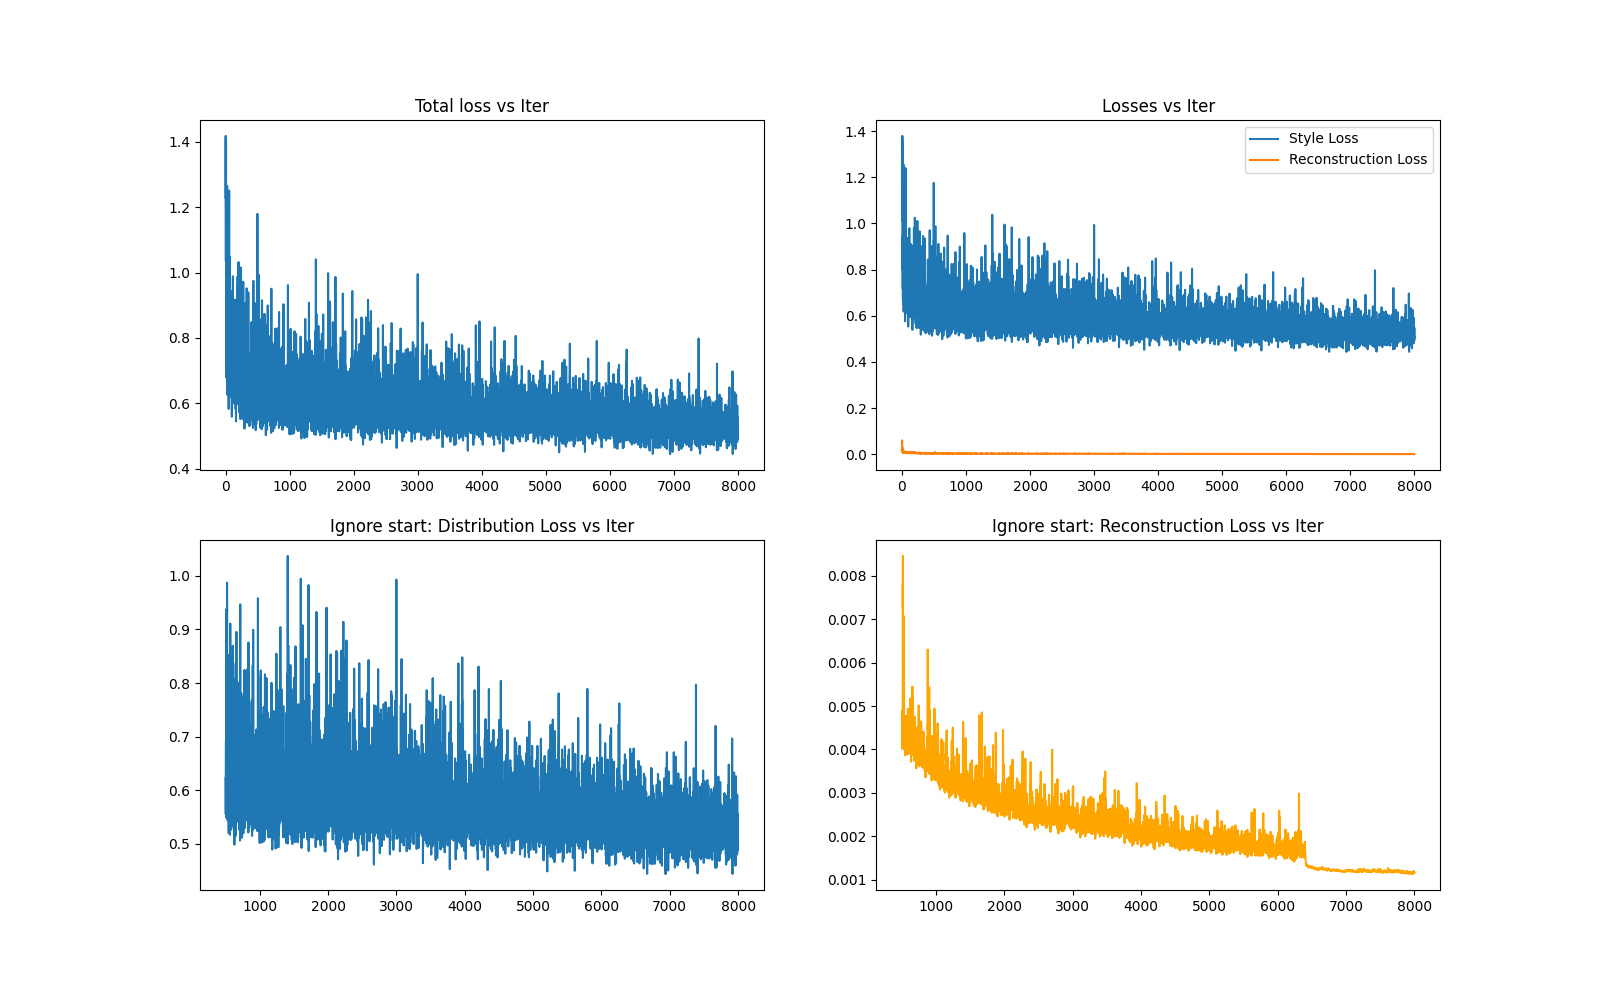 Total loss vs Iter
1.4
1.2
1.0
0.8
0.6
0.4
0 1000 2000 3000 4000 5000 6000 7000 8000
Losses vs Iter
Style Loss
Reconstruction Loss
1.4
1.2
1.0
0.8
0.6
0.4
0.2
0.0
0 1000 2000 3000 4000 5000 6000 7000 8000
Ignore start: Distribution Loss vs Iter
1.0
0.9
0.8
0.7
0.6
0.5
1000 2000 3000 4000 5000 6000 7000 8000
Ignore start: Reconstruction Loss vs Iter
0.008
0.007
0.006
0.005
0.004
0.003
0.002
0.001
1000 2000 3000 4000 5000 6000 7000 8000